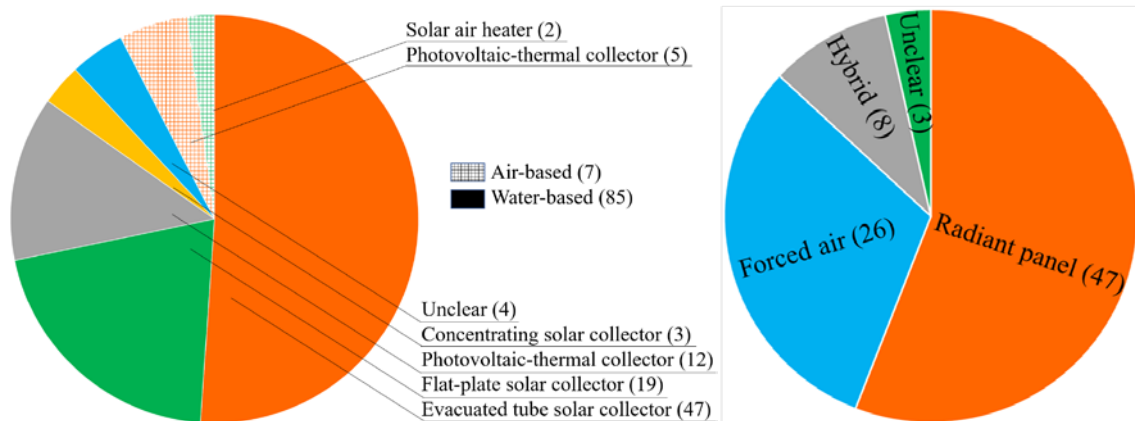 Solar air heater (2)
Photovoltaic-thermal collector (5)
Air-based (7)
Water-based (85)
Unclear (4)
Concentrating solar collector (3)
Photovoltaic-thermal collector (12)
Flat-plate solar collector (19)
Evacuated tube solar collector (47)
Unclear (3)
Hybrid (8)
Forced air (26)
Radiant panel (47)